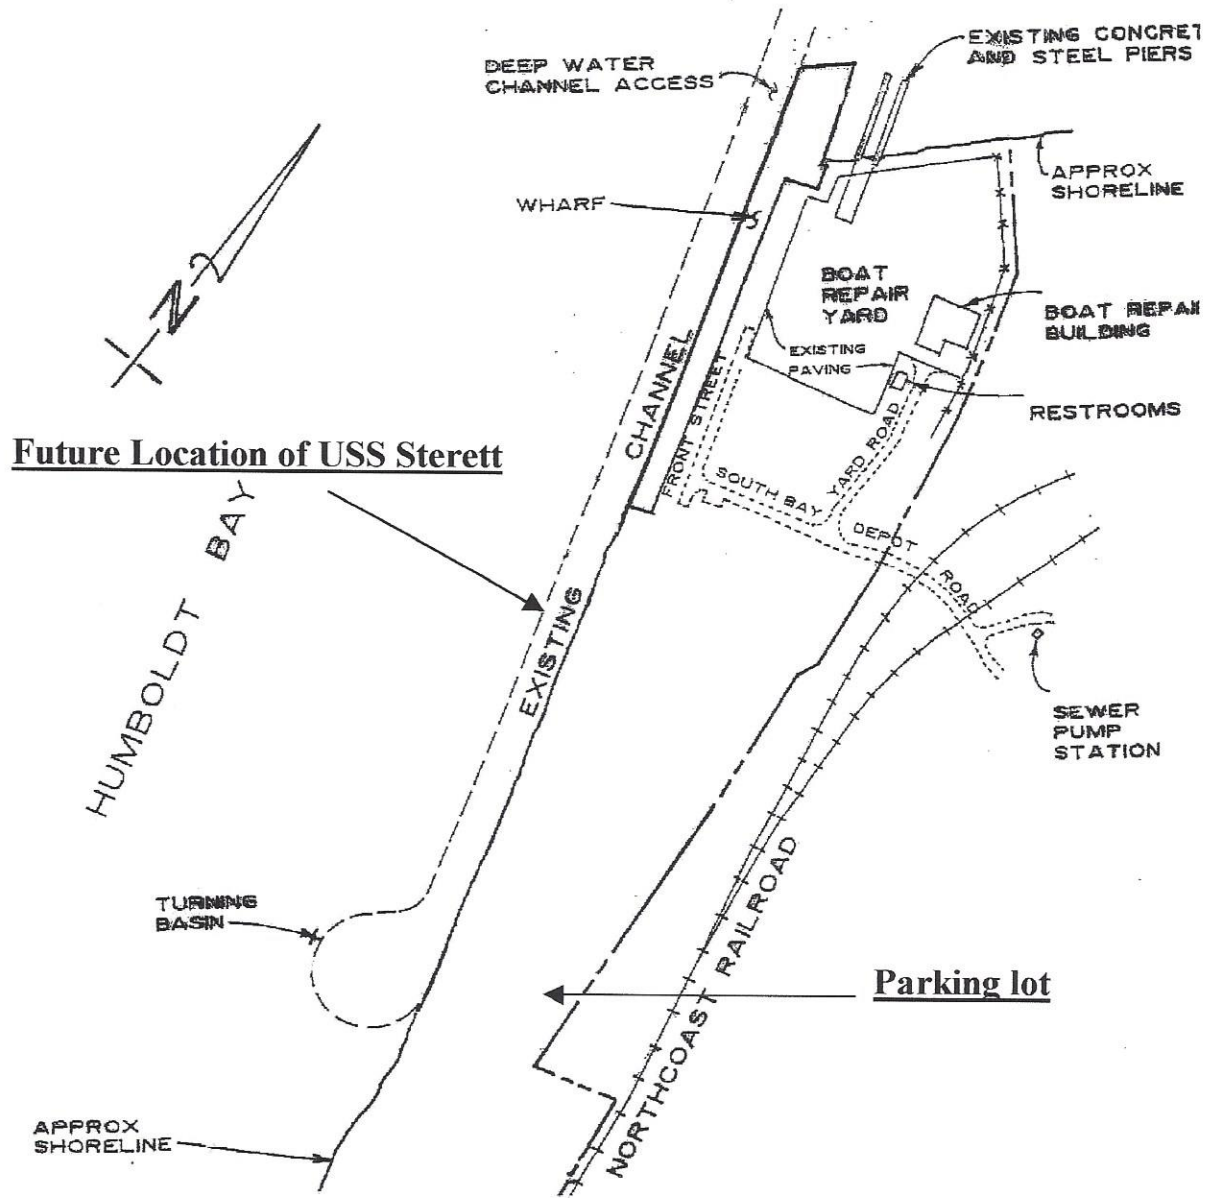 EXISTING CONCRET
AND STEEL PIERS
DEEP WATER
CHANNEL ACCESS
APPROX
SHORELINE
WHARF
N
BOAT
REPAIR
YARD
BOAT REPAI
BUILDING
EXISTING
PAVING
RESTROOMS
FRONT STREET
YARD ROAD
SOUTH BAY
DEPOT
ROAD
Future Location of USS Sterett
EXISTING CHANNEL
HUMBOLDT BAY
SEWER
PUMP
STATION
TURNING
BASIN
Parking lot
NORTHCOAST RAILROAD
APPROX
SHORELINE